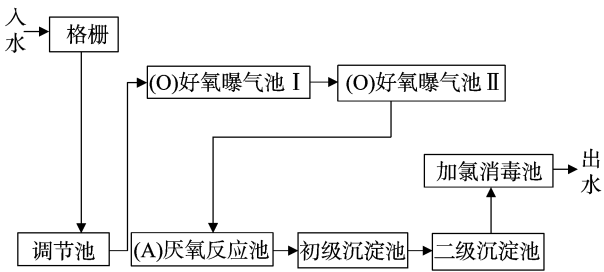 入水
格栅
(O)好氧曝气池Ⅰ
(O)好氧曝气池Ⅱ
加氯消毒池
出水
调节池
(A)厌氧反应池
初级沉淀池
二级沉淀池